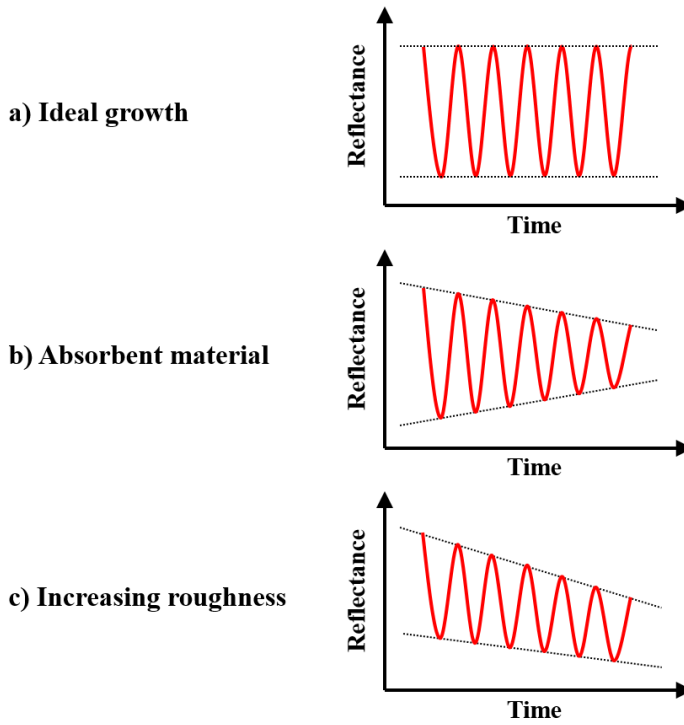 a) Ideal growth
Reflectance
Time
b) Absorbent material
Reflectance
Time
c) Increasing roughness
Reflectance
Time